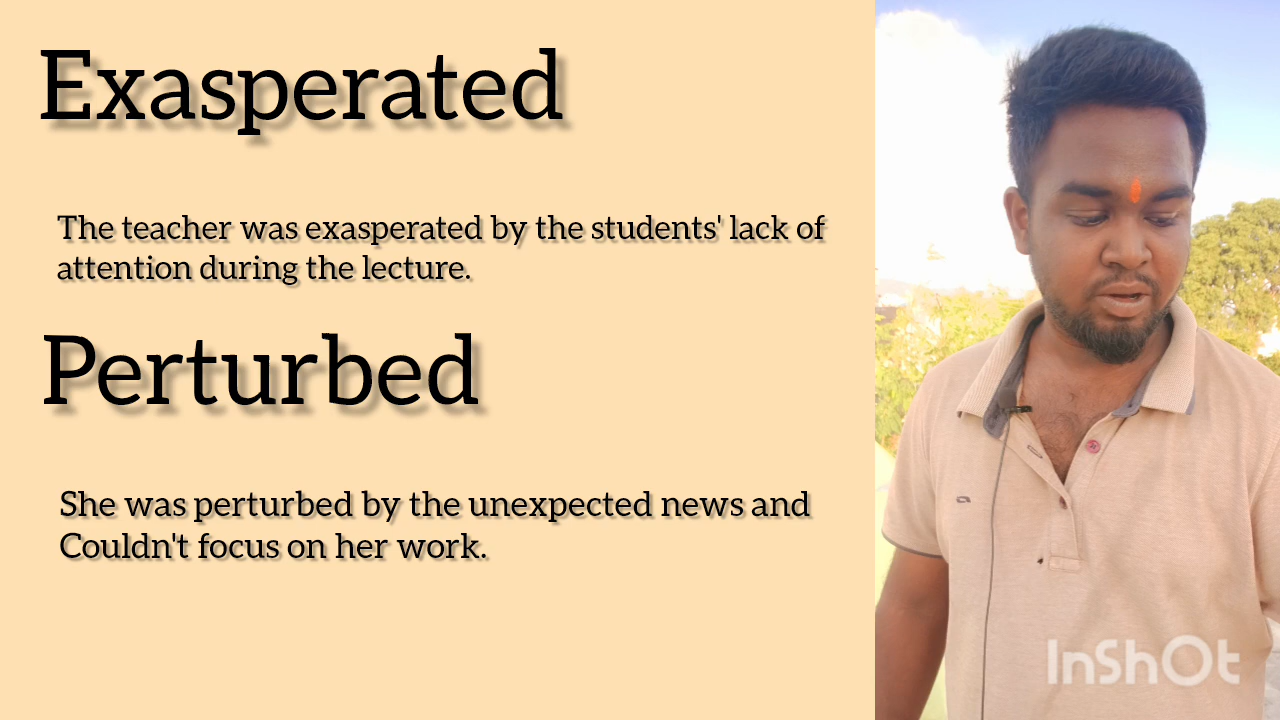 Exasperated
The teacher was exasperated by the students' lack of
attention during the lecture.
Perturbed
She was perturbed by the unexpected news and
Couldn't focus on her work.
InShOt